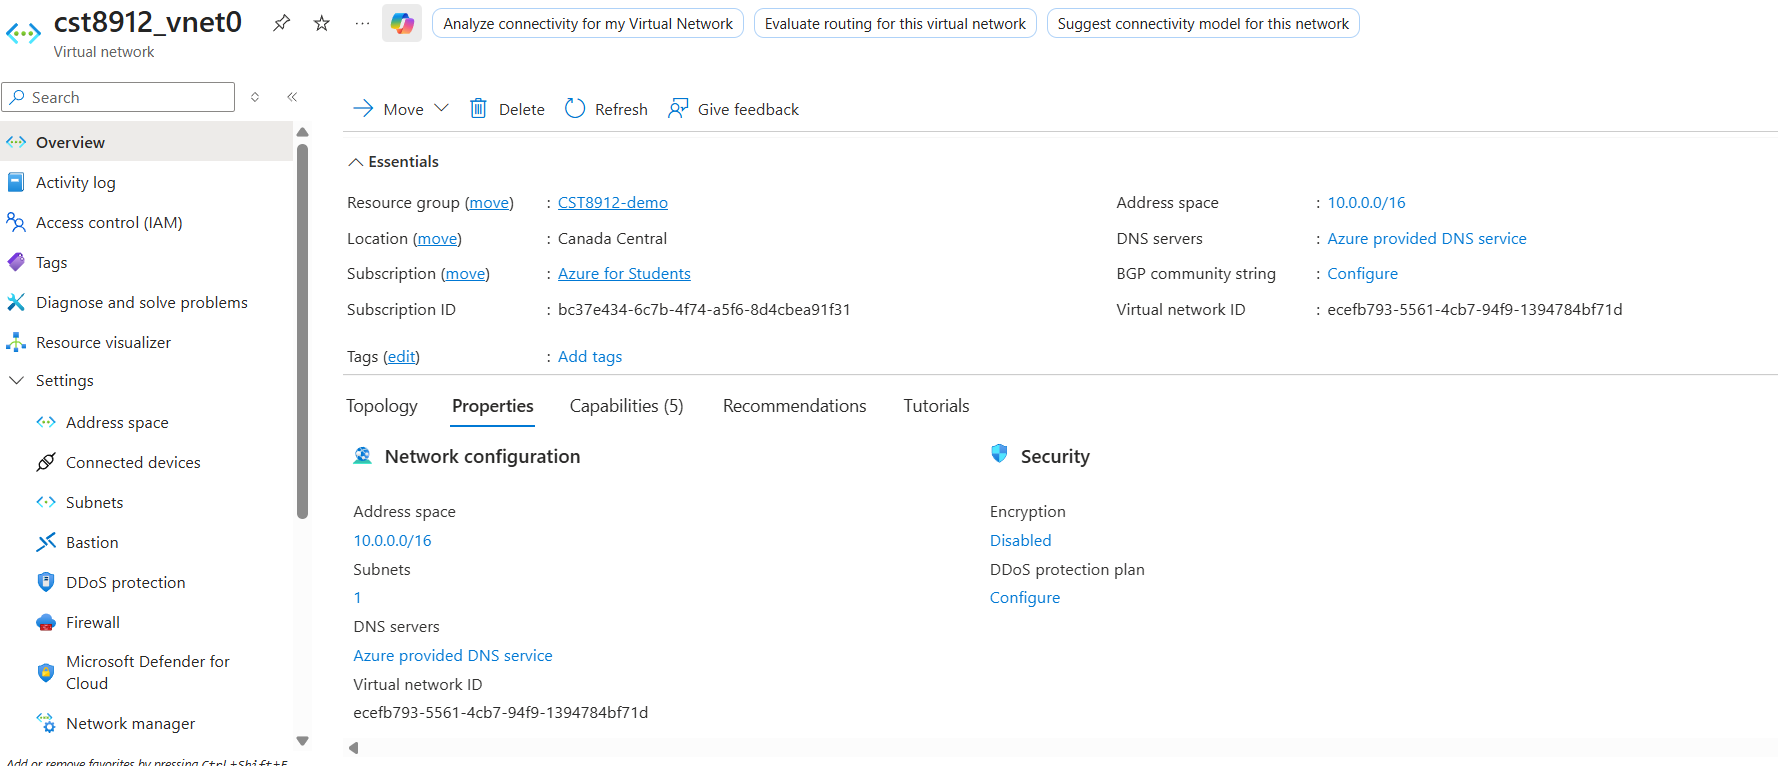 cst8912_vnet0
Virtual network
Analyze connectivity for my Virtual Network
Evaluate routing for this virtual network
Suggest connectivity model for this network
Search
Overview
Activity log
Access control (IAM)
Tags
Diagnose and solve problems
Resource visualizer
Settings
Address space
Connected devices
Subnets
Bastion
DDoS protection
Firewall
Microsoft Defender for
Cloud
Network manager
Add or remove favorites by pressing Ctrl+Shift+F
Move
Delete
Refresh
Give feedback
Essentials
Resource group (move) : CST8912-demo
Location (move) : Canada Central
Subscription (move) : Azure for Students
Subscription ID : bc37e434-6c7b-4f74-a5f6-8d4cbea91f31
Tags (edit) : Add tags
Address space : 10.0.0.0/16
DNS servers : Azure provided DNS service
BGP community string : Configure
Virtual network ID : ecefb793-5561-4cb7-94f9-1394784bf71d
Topology
Properties
Capabilities (5)
Recommendations
Tutorials
Network configuration
Address space
10.0.0.0/16
Subnets
1
DNS servers
Azure provided DNS service
Virtual network ID
ecefb793-5561-4cb7-94f9-1394784bf71d
Security
Encryption
Disabled
DDoS protection plan
Configure